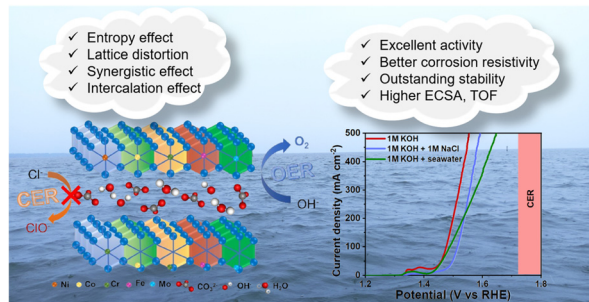 ✓ Entropy effect
✓ Lattice distortion
✓ Synergistic effect
✓ Intercalation effect
✓ Excellent activity
✓ Better corrosion resistivity
✓ Outstanding stability
✓ Higher ECSA, TOF
Cl⁻
CER
ClO⁻
O₂
OER
OH⁻
Ni Co Cr Fe Mo CO₃²⁻ OH H₂O
Current density (mA cm⁻²)
500
400
300
200
100
0
1M KOH
1M KOH + 1M NaCl
1M KOH + seawater
CER
1.2 1.4 1.6 1.8
Potential (V vs RHE)